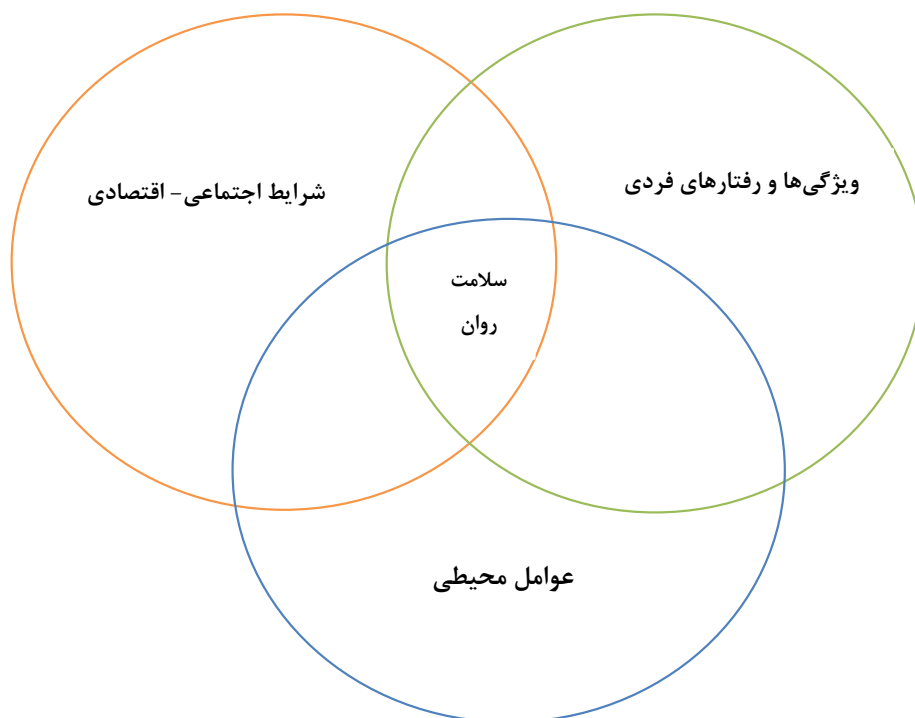 ویژگی‌ها و رفتارهای فردی
شرایط اجتماعی - اقتصادی
سلامت
روان
عوامل محیطی